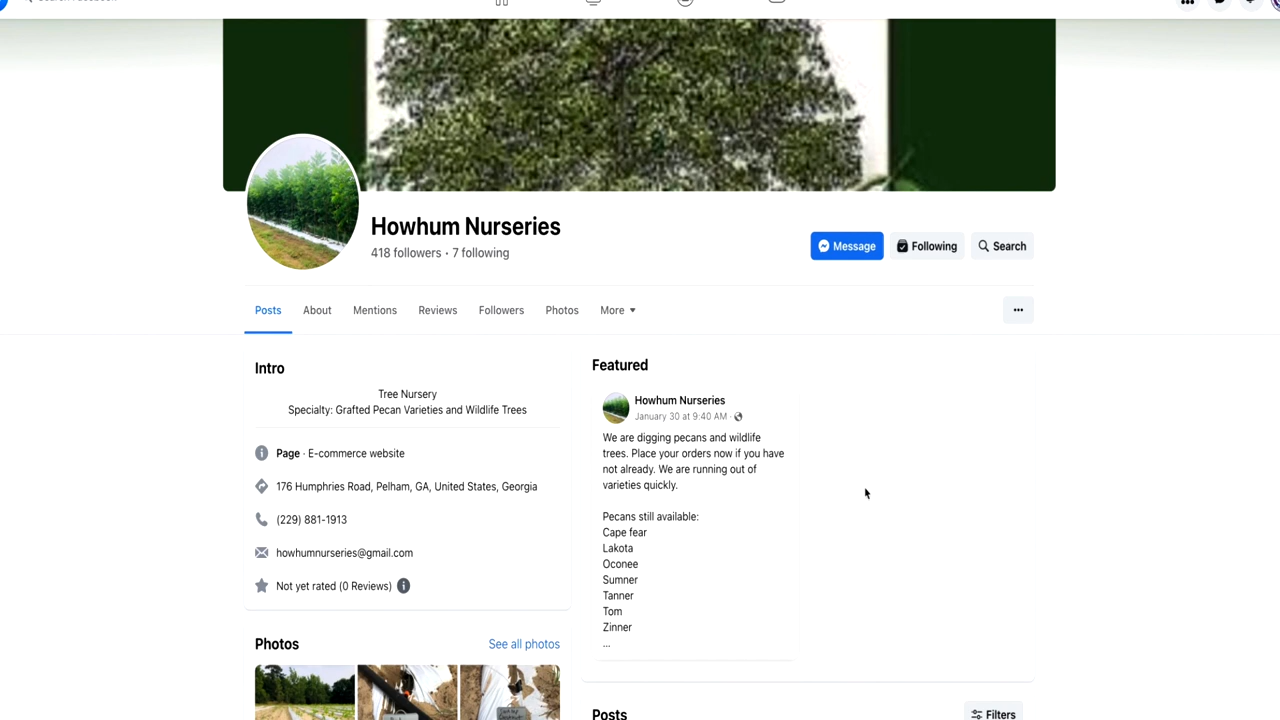 Howhum Nurseries
418 followers • 7 following
Message
Following
Search
Posts
About
Mentions
Reviews
Followers
Photos
More
Intro
Tree Nursery
Specialty: Grafted Pecan Varieties and Wildlife Trees
Page · E-commerce website
176 Humphries Road, Pelham, GA, United States, Georgia
(229) 881-1913
howhumnurseries@gmail.com
Not yet rated (0 Reviews)
Photos
See all photos
Featured
Howhum Nurseries
January 30 at 9:40 AM ·
We are digging pecans and wildlife
trees. Place your orders now if you have
not already. We are running out of
varieties quickly.
Pecans still available:
Cape fear
Lakota
Oconee
Sumner
Tanner
Tom
Zinner
...
Posts
Filters